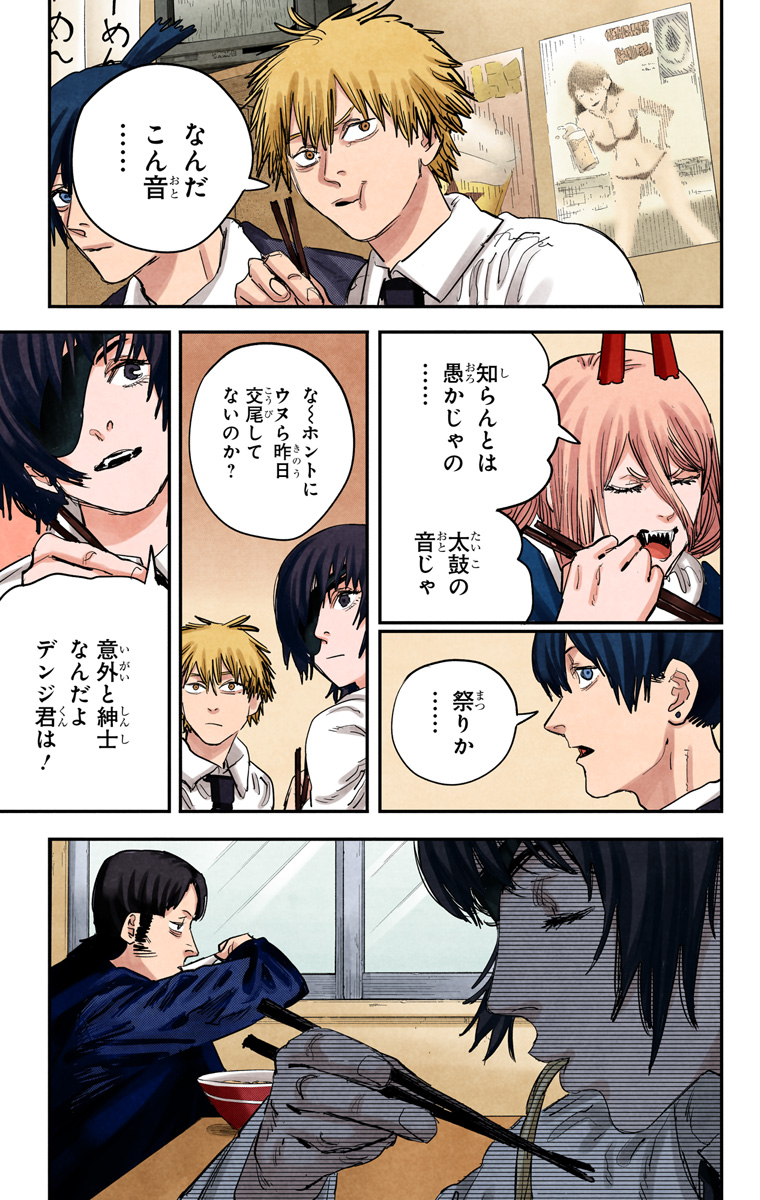 なんだ
こん音
……
知らんとは
愚かじゃの
……
太鼓の
音じゃ
祭りか
……
な〜ホントに
ウヌら昨日
交尾して
ないのか?
意外と紳士
なんだよ
デンジ君は!